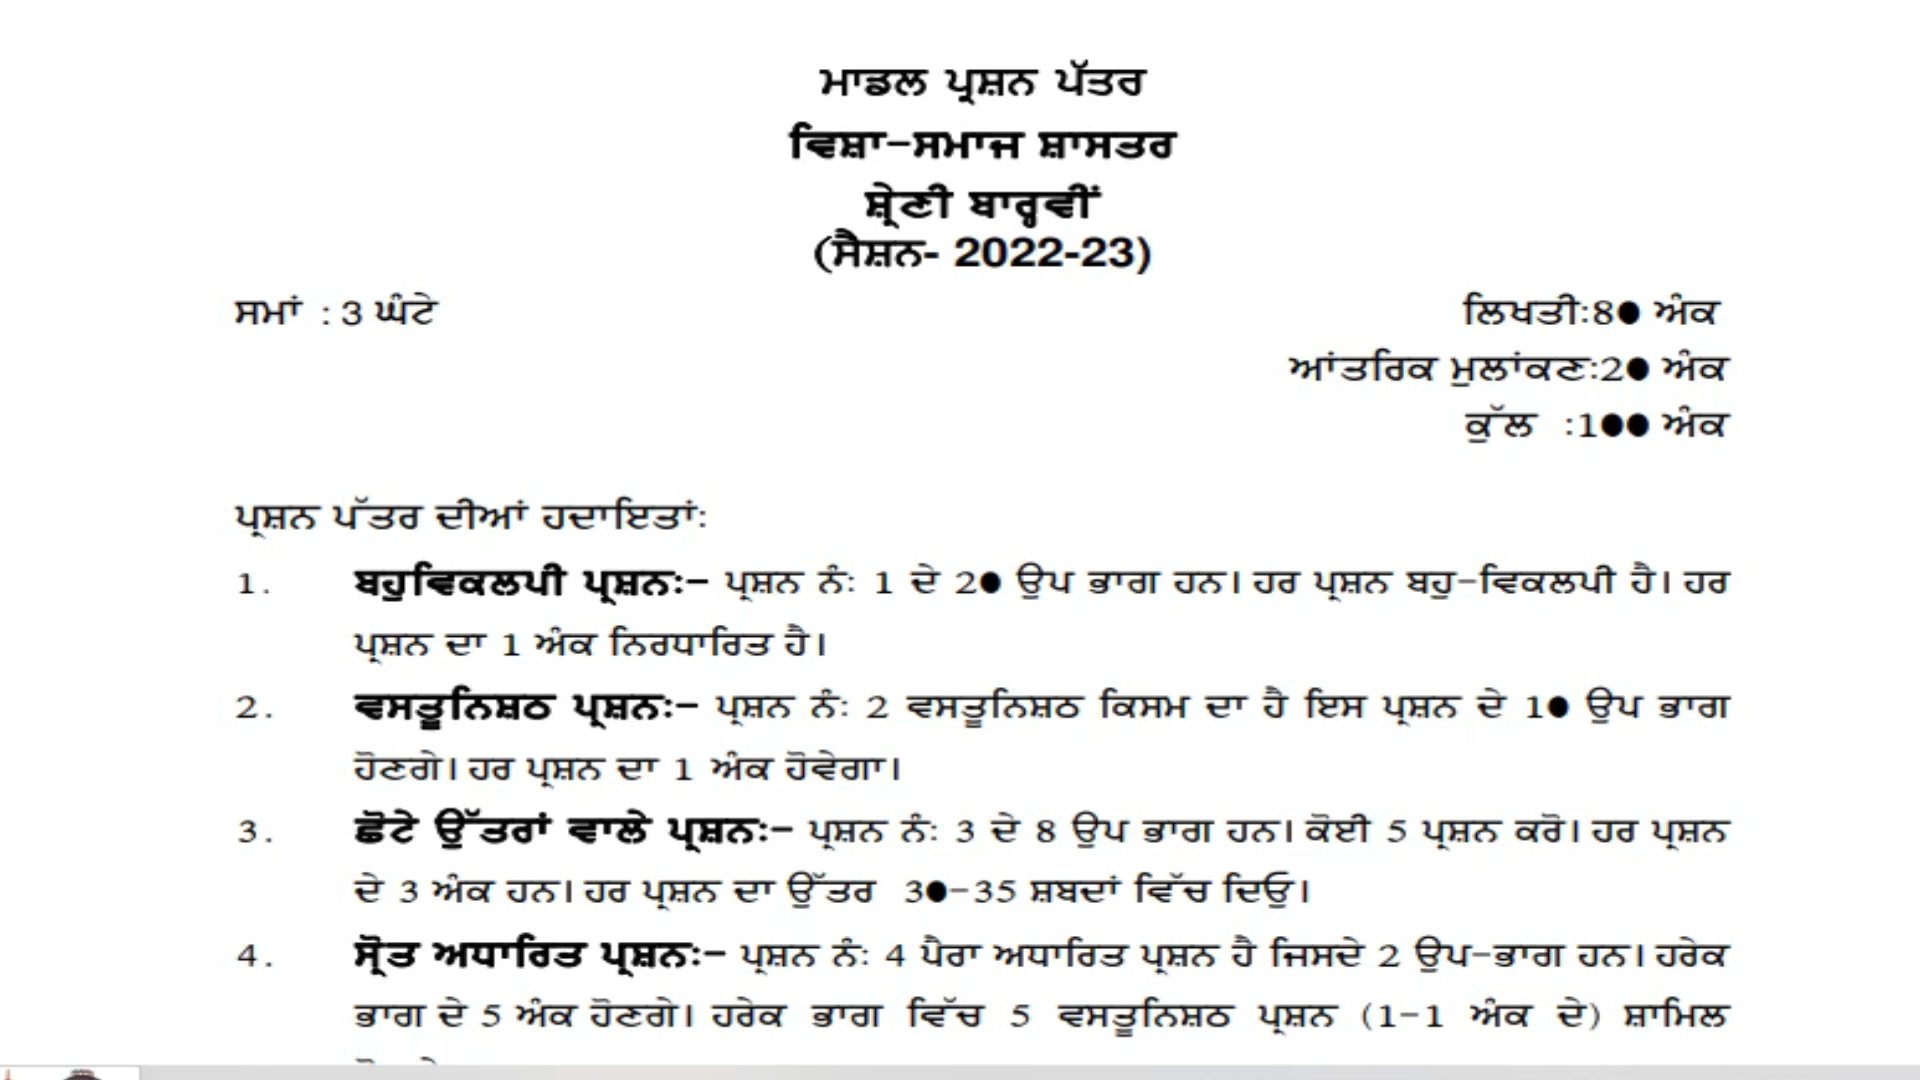 ਮਾਡਲ ਪ੍ਰਸ਼ਨ ਪੱਤਰ
ਵਿਸ਼ਾ-ਸਮਾਜ ਸ਼ਾਸਤਰ
ਸ਼੍ਰੇਣੀ ਬਾਰ੍ਹਵੀਂ
(ਸੈਸ਼ਨ- 2022-23)
ਸਮਾਂ : 3 ਘੰਟੇ
ਲਿਖਤੀ:80 ਅੰਕ
ਆਂਤਰਿਕ ਮੁਲਾਂਕਣ:20 ਅੰਕ
ਕੁੱਲ :100 ਅੰਕ
ਪ੍ਰਸ਼ਨ ਪੱਤਰ ਦੀਆਂ ਹਦਾਇਤਾਂ:
1. ਬਹੁਵਿਕਲਪੀ ਪ੍ਰਸ਼ਨ:- ਪ੍ਰਸ਼ਨ ਨੰ: 1 ਦੇ 20 ਉਪ ਭਾਗ ਹਨ। ਹਰ ਪ੍ਰਸ਼ਨ ਬਹੁ-ਵਿਕਲਪੀ ਹੈ। ਹਰ
ਪ੍ਰਸ਼ਨ ਦਾ 1 ਅੰਕ ਨਿਰਧਾਰਿਤ ਹੈ।
2. ਵਸਤੂਨਿਸ਼ਠ ਪ੍ਰਸ਼ਨ:- ਪ੍ਰਸ਼ਨ ਨੰ: 2 ਵਸਤੂਨਿਸ਼ਠ ਕਿਸਮ ਦਾ ਹੈ ਇਸ ਪ੍ਰਸ਼ਨ ਦੇ 10 ਉਪ ਭਾਗ
ਹੋਣਗੇ। ਹਰ ਪ੍ਰਸ਼ਨ ਦਾ 1 ਅੰਕ ਹੋਵੇਗਾ।
3. ਛੋਟੇ ਉੱਤਰਾਂ ਵਾਲੇ ਪ੍ਰਸ਼ਨ:- ਪ੍ਰਸ਼ਨ ਨੰ: 3 ਦੇ 8 ਉਪ ਭਾਗ ਹਨ। ਕੋਈ 5 ਪ੍ਰਸ਼ਨ ਕਰੋ। ਹਰ ਪ੍ਰਸ਼ਨ
ਦੇ 3 ਅੰਕ ਹਨ। ਹਰ ਪ੍ਰਸ਼ਨ ਦਾ ਉੱਤਰ 30-35 ਸ਼ਬਦਾਂ ਵਿੱਚ ਦਿਓ।
4. ਸ੍ਰੋਤ ਅਧਾਰਿਤ ਪ੍ਰਸ਼ਨ:- ਪ੍ਰਸ਼ਨ ਨੰ: 4 ਪੈਰਾ ਅਧਾਰਿਤ ਪ੍ਰਸ਼ਨ ਹੈ ਜਿਸਦੇ 2 ਉਪ-ਭਾਗ ਹਨ। ਹਰੇਕ
ਭਾਗ ਦੇ 5 ਅੰਕ ਹੋਣਗੇ। ਹਰੇਕ ਭਾਗ ਵਿੱਚ 5 ਵਸਤੂਨਿਸ਼ਠ ਪ੍ਰਸ਼ਨ (1-1 ਅੰਕ ਦੇ) ਸ਼ਾਮਿਲ